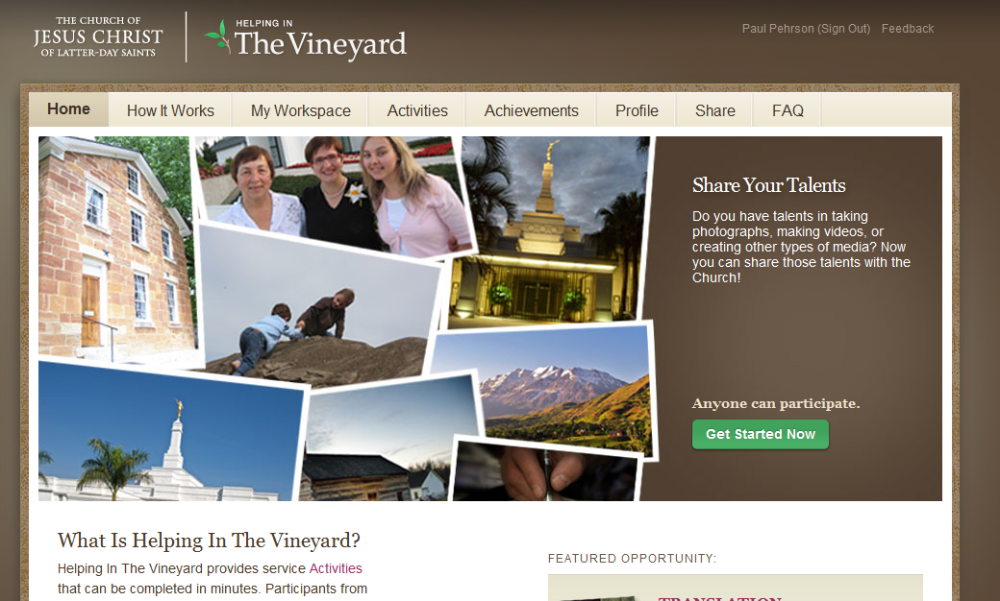 THE CHURCH OF
JESUS CHRIST
OF LATTER-DAY SAINTS
HELPING IN
The Vineyard
Paul Pehrson (Sign Out) Feedback
Home How It Works My Workspace Activities Achievements Profile Share FAQ
Share Your Talents
Do you have talents in taking
photographs, making videos, or
creating other types of media? Now
you can share those talents with the
Church!
Anyone can participate.
Get Started Now
What Is Helping In The Vineyard?
Helping In The Vineyard provides service Activities
that can be completed in minutes. Participants from
FEATURED OPPORTUNITY:
TRANSLATION